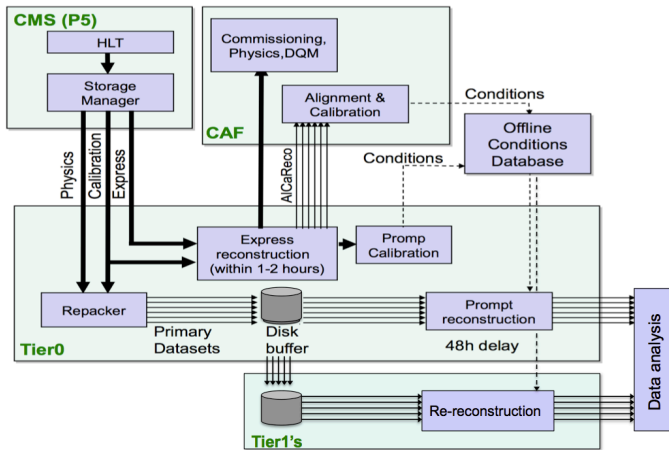 CMS (P5)
HLT
Storage
Manager
Commissioning,
Physics,DQM
Alignment &
Calibration
CAF
Conditions
Offline
Conditions
Database
Conditions
Physics
Calibration
Express
AlCaReco
Express
reconstruction
(within 1-2 hours)
Promp
Calibration
Repacker
Primary
Datasets
Disk
buffer
Prompt
reconstruction
48h delay
Tier0
Data analysis
Re-reconstruction
Tier1's